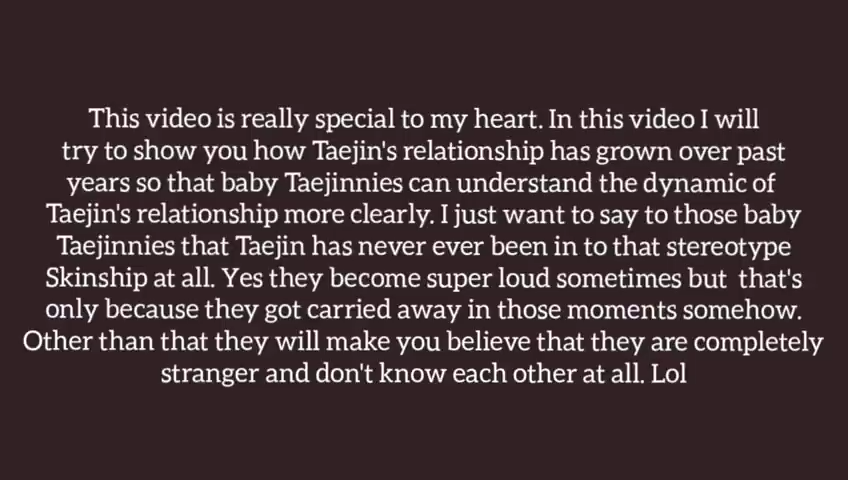 This video is really special to my heart. In this video I will
try to show you how Taejin's relationship has grown over past
years so that baby Taejinnies can understand the dynamic of
Taejin's relationship more clearly. I just want to say to those baby
Taejinnies that Taejin has never ever been in to that stereotype
Skinship at all. Yes they become super loud sometimes but that's
only because they got carried away in those moments somehow.
Other than that they will make you believe that they are completely
stranger and don't know each other at all. Lol